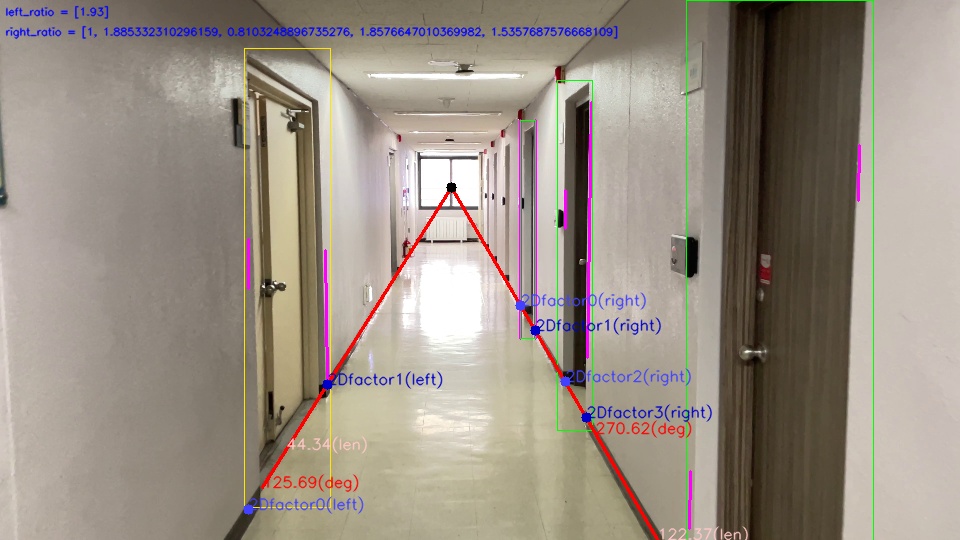 left_ratio = [1.93]
right_ratio = [1, 1.885332310296159, 0.8103248896735276, 1.8576647010369982, 1.5357687576668109]
2Dfactor0(right)
2Dfactor1(right)
2Dfactor1(left)
2Dfactor2(right)
2Dfactor3(right)
270.62(deg)
44.34(len)
125.69(deg)
2Dfactor0(left)
122.37(len)